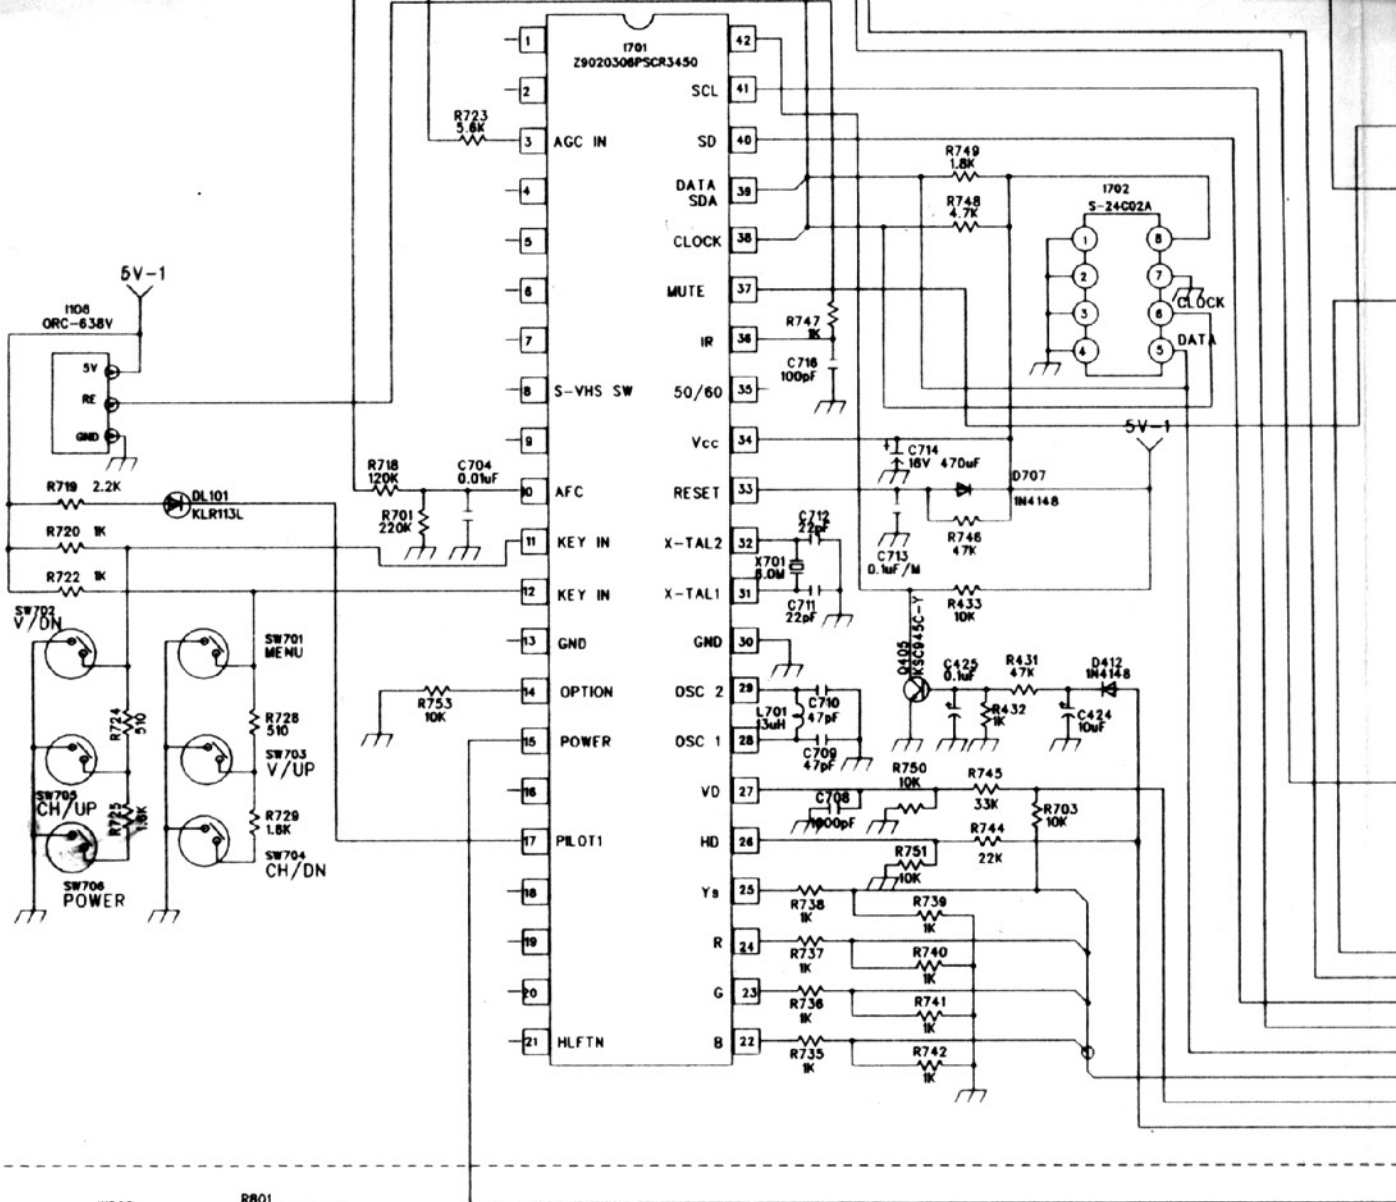 I701
Z9020306PSCR3450
1
2
3 AGC IN
4
5
6
7
8 S-VHS SW
9
10 AFC
11 KEY IN
12 KEY IN
13 GND
14 OPTION
15 POWER
16
17 PILOT1
18
19
20
21 HLFTN
42
SCL 41
SD 40
DATA
SDA 39
CLOCK 38
MUTE 37
IR 36
50/60 35
Vcc 34
RESET 33
X-TAL2 32
X-TAL1 31
GND 30
OSC 2 29
OSC 1 28
VD 27
HD 26
Ys 25
R 24
G 23
B 22
R723
5.6K
5V-1
I106
ORC-638V
5V
RE
GND
R719 2.2K
DL101
KLR113L
R720 1K
R722 1K
R718
120K
C704
0.01uF
R701
220K
SW702
V/DN
SW701
MENU
R724
510
R728
510
SW703
V/UP
SW705
CH/UP
R725
1.8K
R729
1.8K
SW704
CH/DN
SW706
POWER
R753
10K
R749
1.8K
R748
4.7K
I702
S-24C02A
1
2
3
4
8
7
6
5
CLOCK
DATA
R747
1K
C716
100pF
5V-1
C714
16V 470uF
D707
1N4148
R746
47K
C713
0.1uF/M
C712
22pF
X701
8.0M
C711
22pF
R433
10K
Q405
KSC945C-Y
C425
0.1uF
R431
47K
D412
1N4148
R432
1K
C424
10uF
L701
13uH
C710
47pF
C709
47pF
R750
10K
R745
33K
C708
1000pF
R703
10K
R744
22K
R751
10K
R738
1K
R739
1K
R737
1K
R740
1K
R736
1K
R741
1K
R735
1K
R742
1K
R801